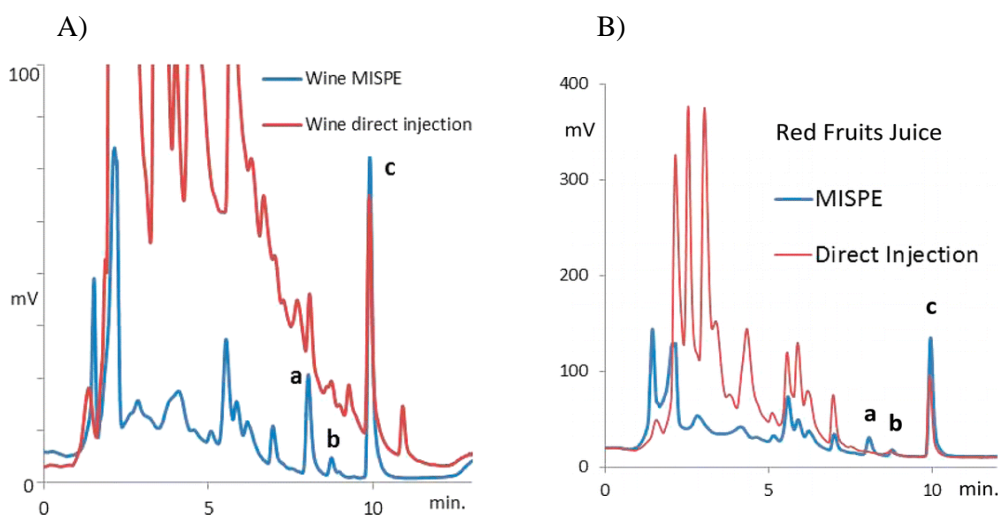 A)
100
mV
0
0
5
10
min.
Wine MISPE
Wine direct injection
a
b
c
B)
400
mV
300
200
100
0
0
5
10
min.
Red Fruits Juice
MISPE
Direct Injection
a
b
c